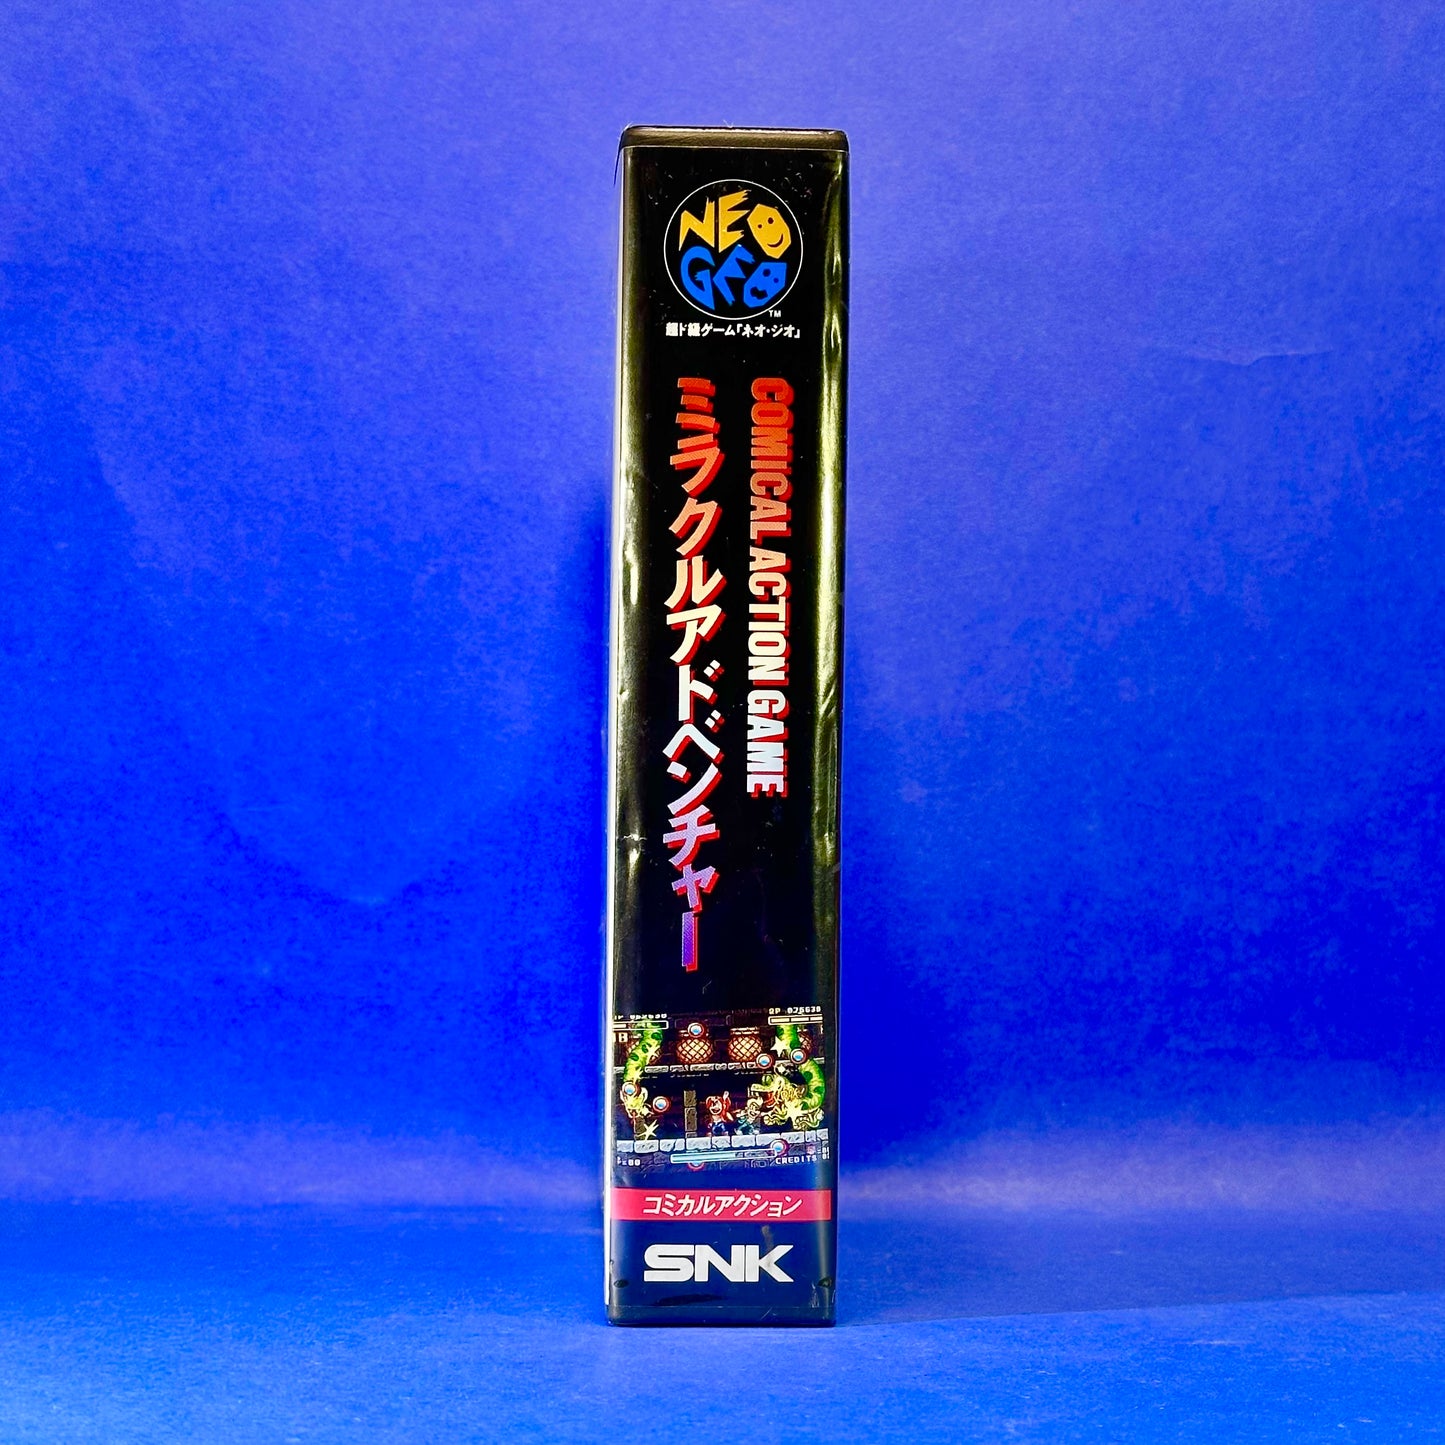 NEO
GEO
TM
超ド級ゲーム「ネオ・ジオ」
COMICAL ACTION GAME
ミラクルアドベンチャー
2P 026630
CREDITS
コミカルアクション
SNK